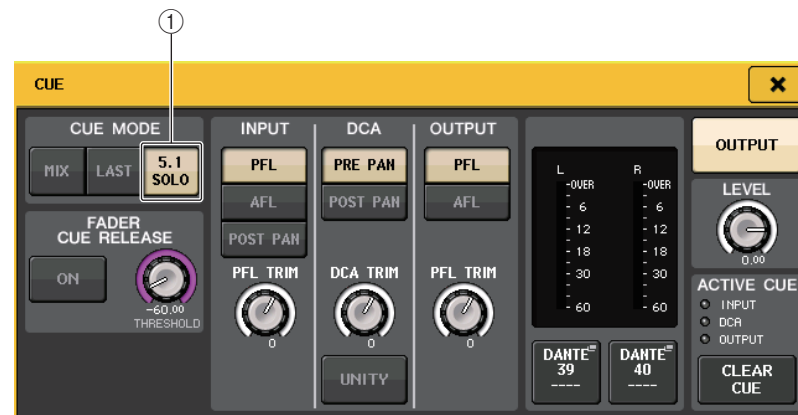 ①
CUE
CUE MODE
MIX
LAST
5.1
SOLO
FADER
CUE RELEASE
ON
-60.00
THRESHOLD
INPUT
PFL
AFL
POST PAN
PFL TRIM
0
DCA
PRE PAN
POST PAN
DCA TRIM
0
UNITY
OUTPUT
PFL
AFL
PFL TRIM
0
L R
-OVER -OVER
- 6 - 6
- 12 - 12
- 18 - 18
- 30 - 30
- 60 - 60
DANTE
39
----
DANTE
40
----
OUTPUT
LEVEL
0.00
ACTIVE CUE
INPUT
DCA
OUTPUT
CLEAR
CUE